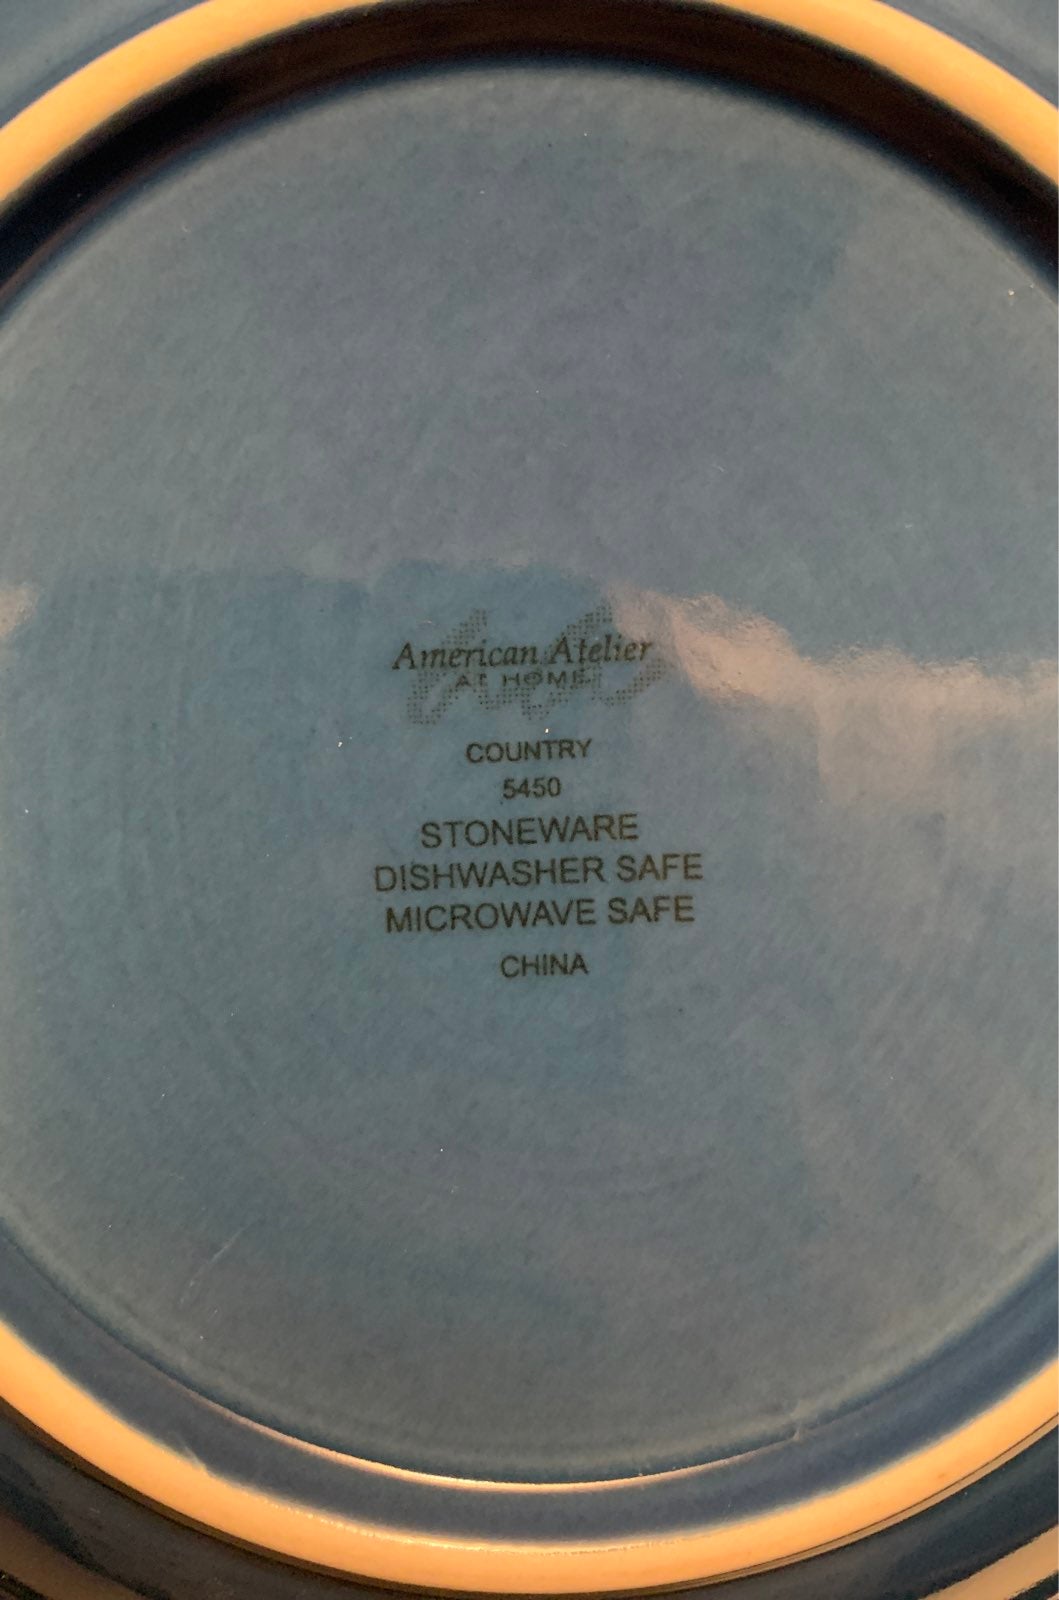 American Atelier
AT HOME
COUNTRY
5450
STONEWARE
DISHWASHER SAFE
MICROWAVE SAFE
CHINA